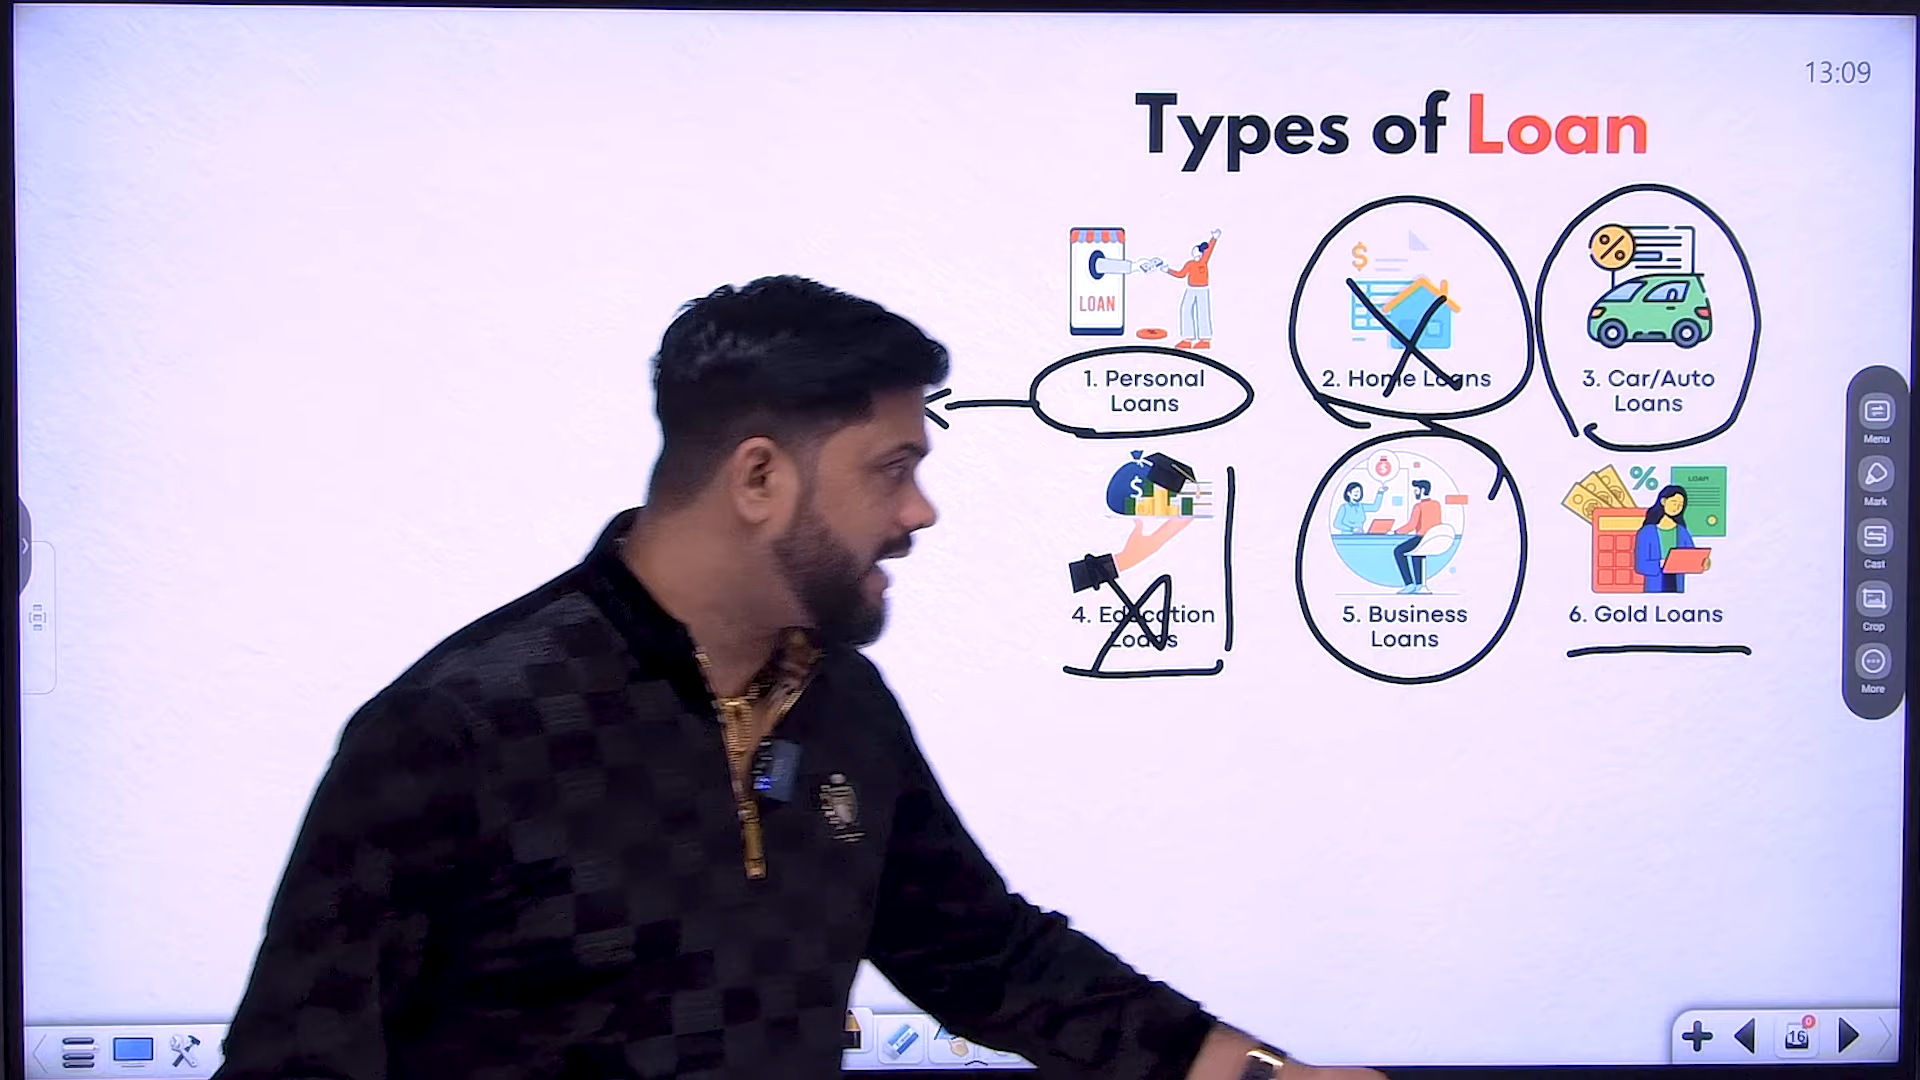 13:09
Types of Loan
LOAN
1. Personal
Loans
2. Home Loans
3. Car/Auto
Loans
LOAN
4. Education
Loans
5. Business
Loans
6. Gold Loans
Menu
Mark
Cast
Crop
More
16
0